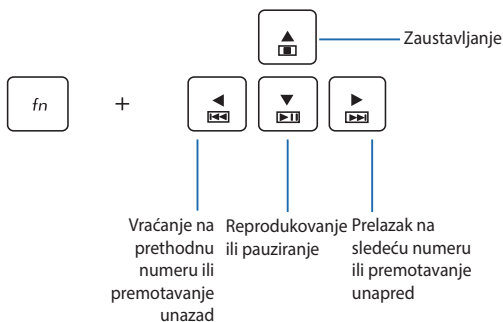 Zaustavljanje
fn
+
Vraćanje na
prethodnu
numeru ili
premotavanje
unazad
Reprodukovanje
ili pauziranje
Prelazak na
sledeću numeru
ili premotavanje
unapred